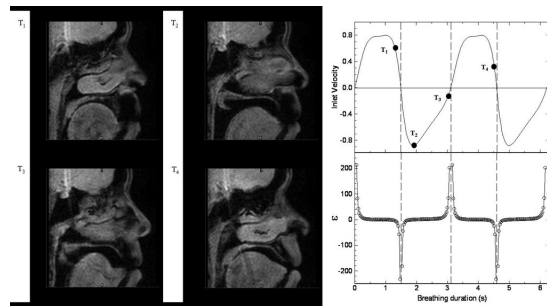 T1
T2
T3
T4
Inlet Velocity
0.8
0.4
0.0
-0.4
-0.8
T1
T2
T3
T4
ε
200
100
0
-100
-200
0 1 2 3 4 5 6
Breathing duration (s)